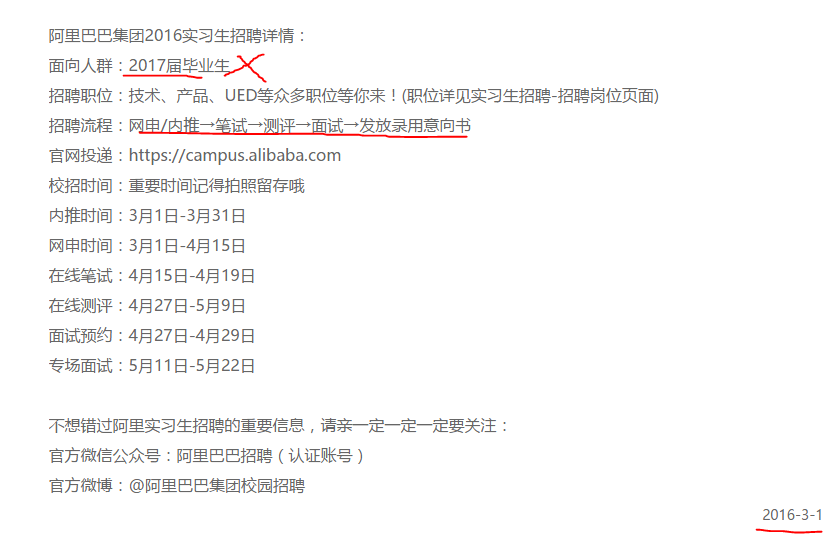 阿里巴巴集团2016实习生招聘详情：
面向人群：2017届毕业生
招聘职位：技术、产品、UED等众多职位等你来！(职位详见实习生招聘-招聘岗位页面)
招聘流程：网申/内推→笔试→测评→面试→发放录用意向书
官网投递：https://campus.alibaba.com
校招时间：重要时间记得拍照留存哦
内推时间：3月1日-3月31日
网申时间：3月1日-4月15日
在线笔试：4月15日-4月19日
在线测评：4月27日-5月9日
面试预约：4月27日-4月29日
专场面试：5月11日-5月22日
不想错过阿里实习生招聘的重要信息，请亲一定一定一定要关注：
官方微信公众号：阿里巴巴招聘（认证账号）
官方微博：@阿里巴巴集团校园招聘
2016-3-1